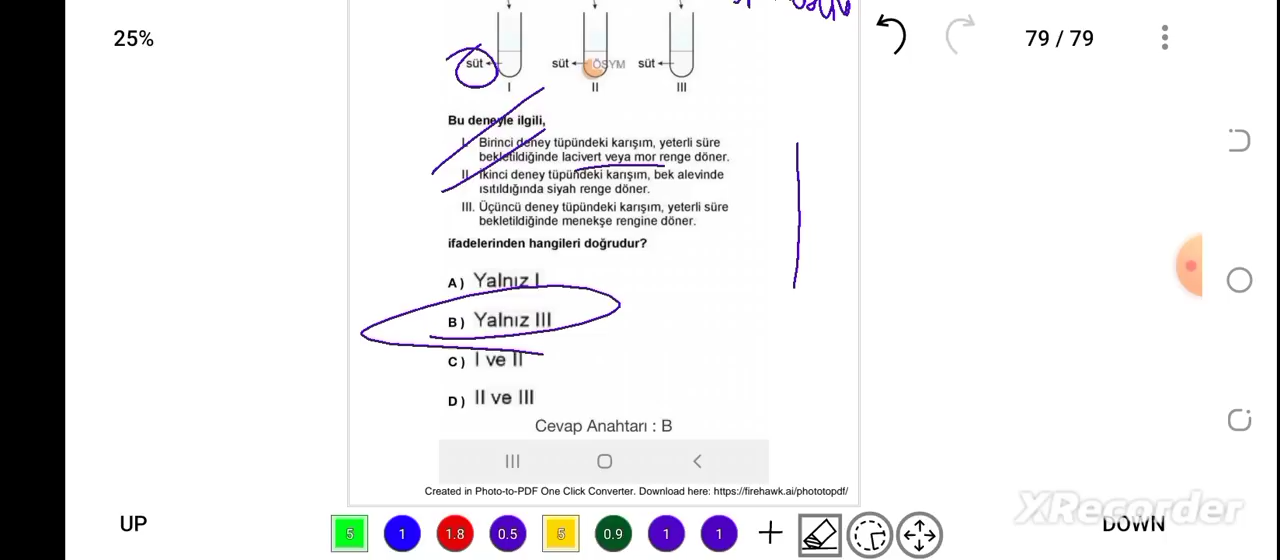 25%
79 / 79
süt
süt
ÖSYM
süt
I
II
III
Bu deneyle ilgili,
I. Birinci deney tüpündeki karışım, yeterli süre
bekletildiğinde lacivert veya mor renge döner.
II. İkinci deney tüpündeki karışım, bek alevinde
ısıtıldığında siyah renge döner.
III. Üçüncü deney tüpündeki karışım, yeterli süre
bekletildiğinde menekşe rengine döner.
ifadelerinden hangileri doğrudur?
A) Yalnız I
B) Yalnız III
C) I ve II
D) II ve III
Cevap Anahtarı : B
Created in Photo-to-PDF One Click Converter. Download here: https://firehawk.ai/phototopdf/
XRecorder
UP
5
1
1.8
0.5
5
0.9
1
1
DOWN